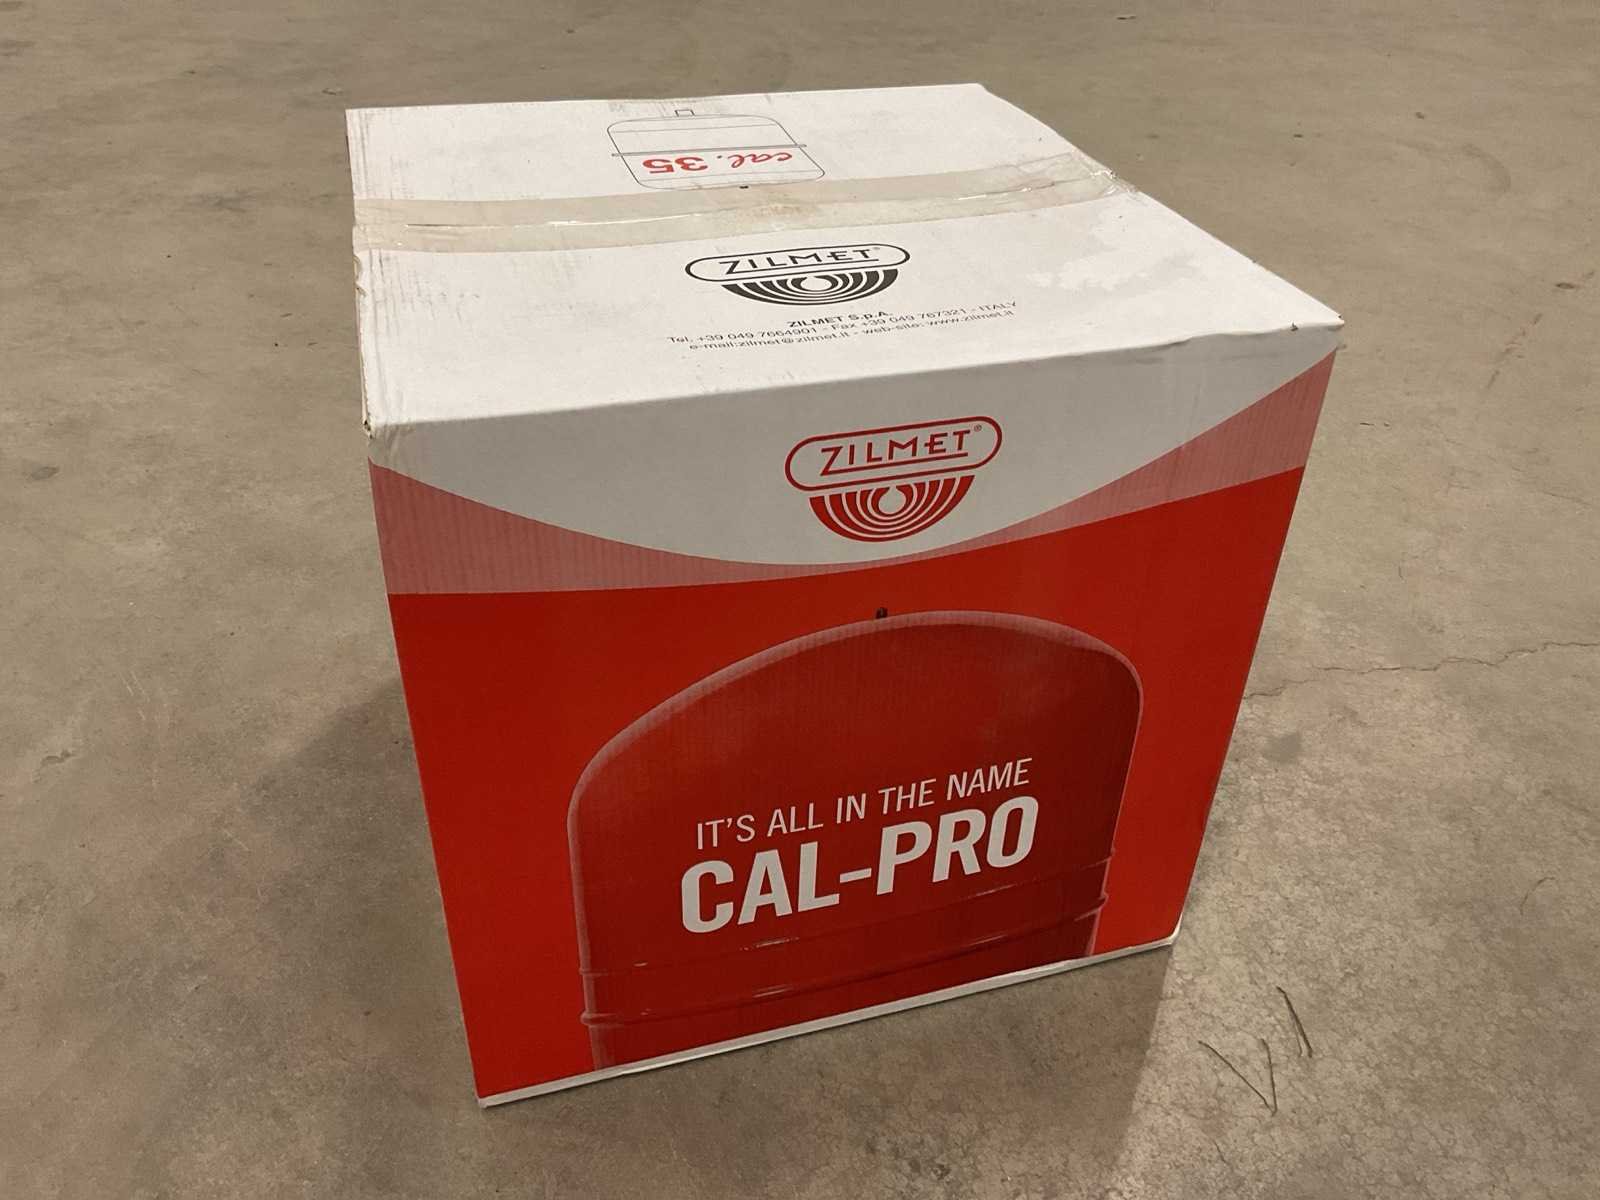 cal. 35
ZILMET®
ZILMET S.p.A.
Tel. +39 049 7664901 - Fax +39 049 767321 - ITALY
e-mail:zilmet@zilmet.it - web-site: www.zilmet.it
ZILMET®
IT'S ALL IN THE NAME
CAL-PRO